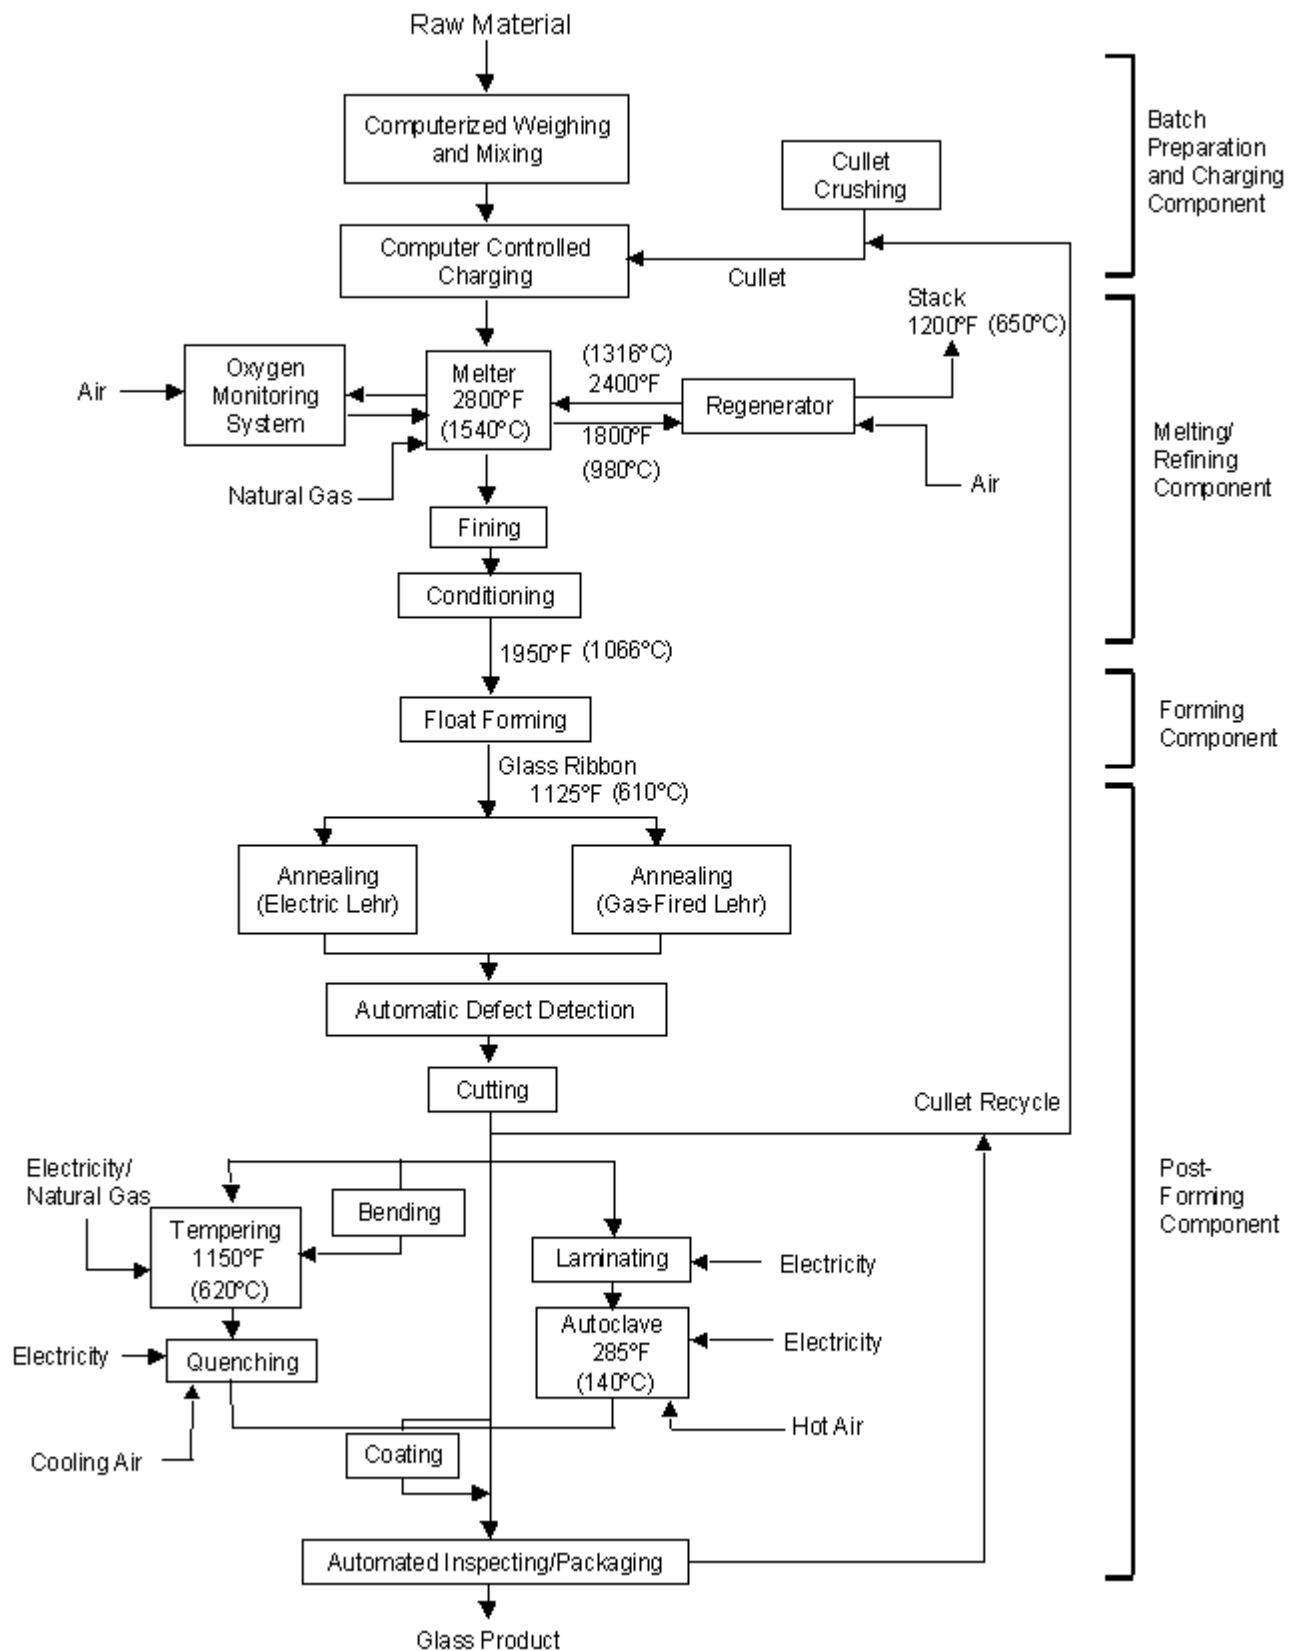 Raw Material
Computerized Weighing
and Mixing
Cullet
Crushing
Batch
Preparation
and Charging
Component
Computer Controlled
Charging
Cullet
Stack
1200°F (650°C)
Oxygen
Monitoring
System
Air
Melter
2800°F
(1540°C)
(1316°C)
2400°F
1800°F
(980°C)
Regenerator
Air
Natural Gas
Melting/
Refining
Component
Fining
Conditioning
1950°F (1066°C)
Float Forming
Forming
Component
Glass Ribbon
1125°F (610°C)
Annealing
(Electric Lehr)
Annealing
(Gas-Fired Lehr)
Automatic Defect Detection
Cutting
Cullet Recycle
Electricity/
Natural Gas
Tempering
1150°F
(620°C)
Bending
Laminating
Electricity
Post-
Forming
Component
Autoclave
285°F
(140°C)
Electricity
Electricity
Quenching
Hot Air
Cooling Air
Coating
Automated Inspecting/Packaging
Glass Product